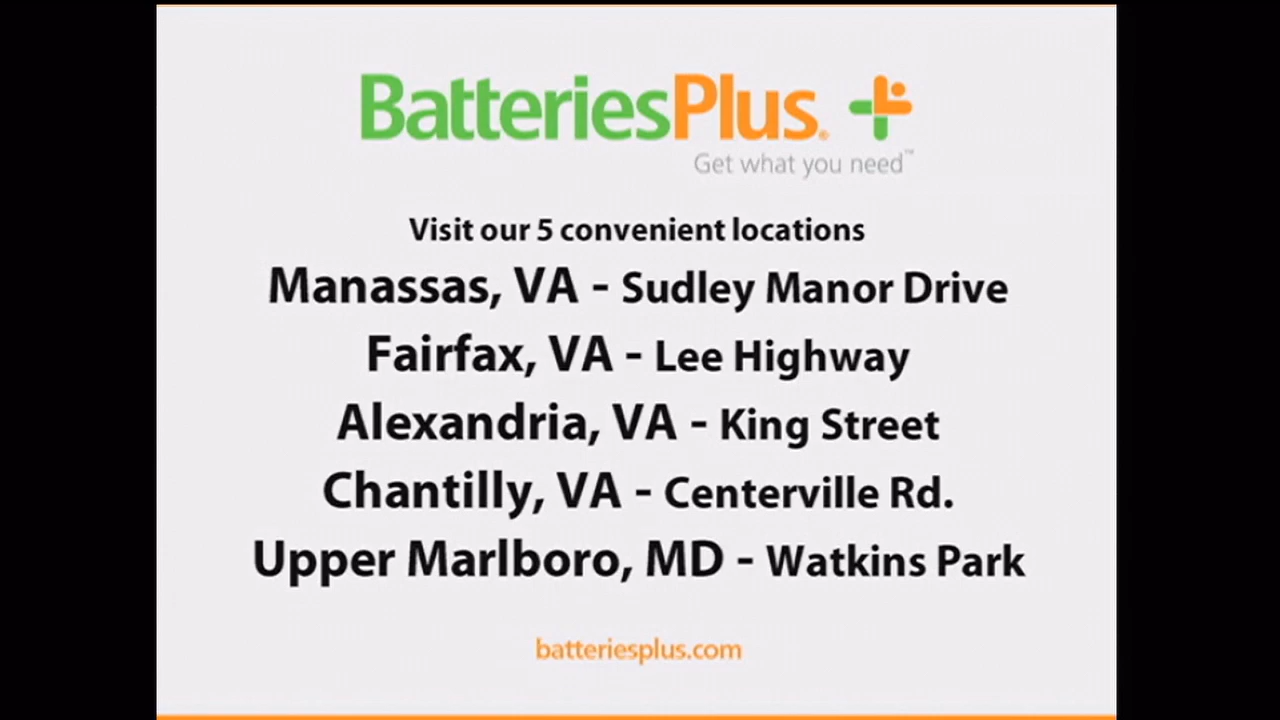 BatteriesPlus®
Get what you need™
Visit our 5 convenient locations
Manassas, VA - Sudley Manor Drive
Fairfax, VA - Lee Highway
Alexandria, VA - King Street
Chantilly, VA - Centerville Rd.
Upper Marlboro, MD - Watkins Park
batteriesplus.com